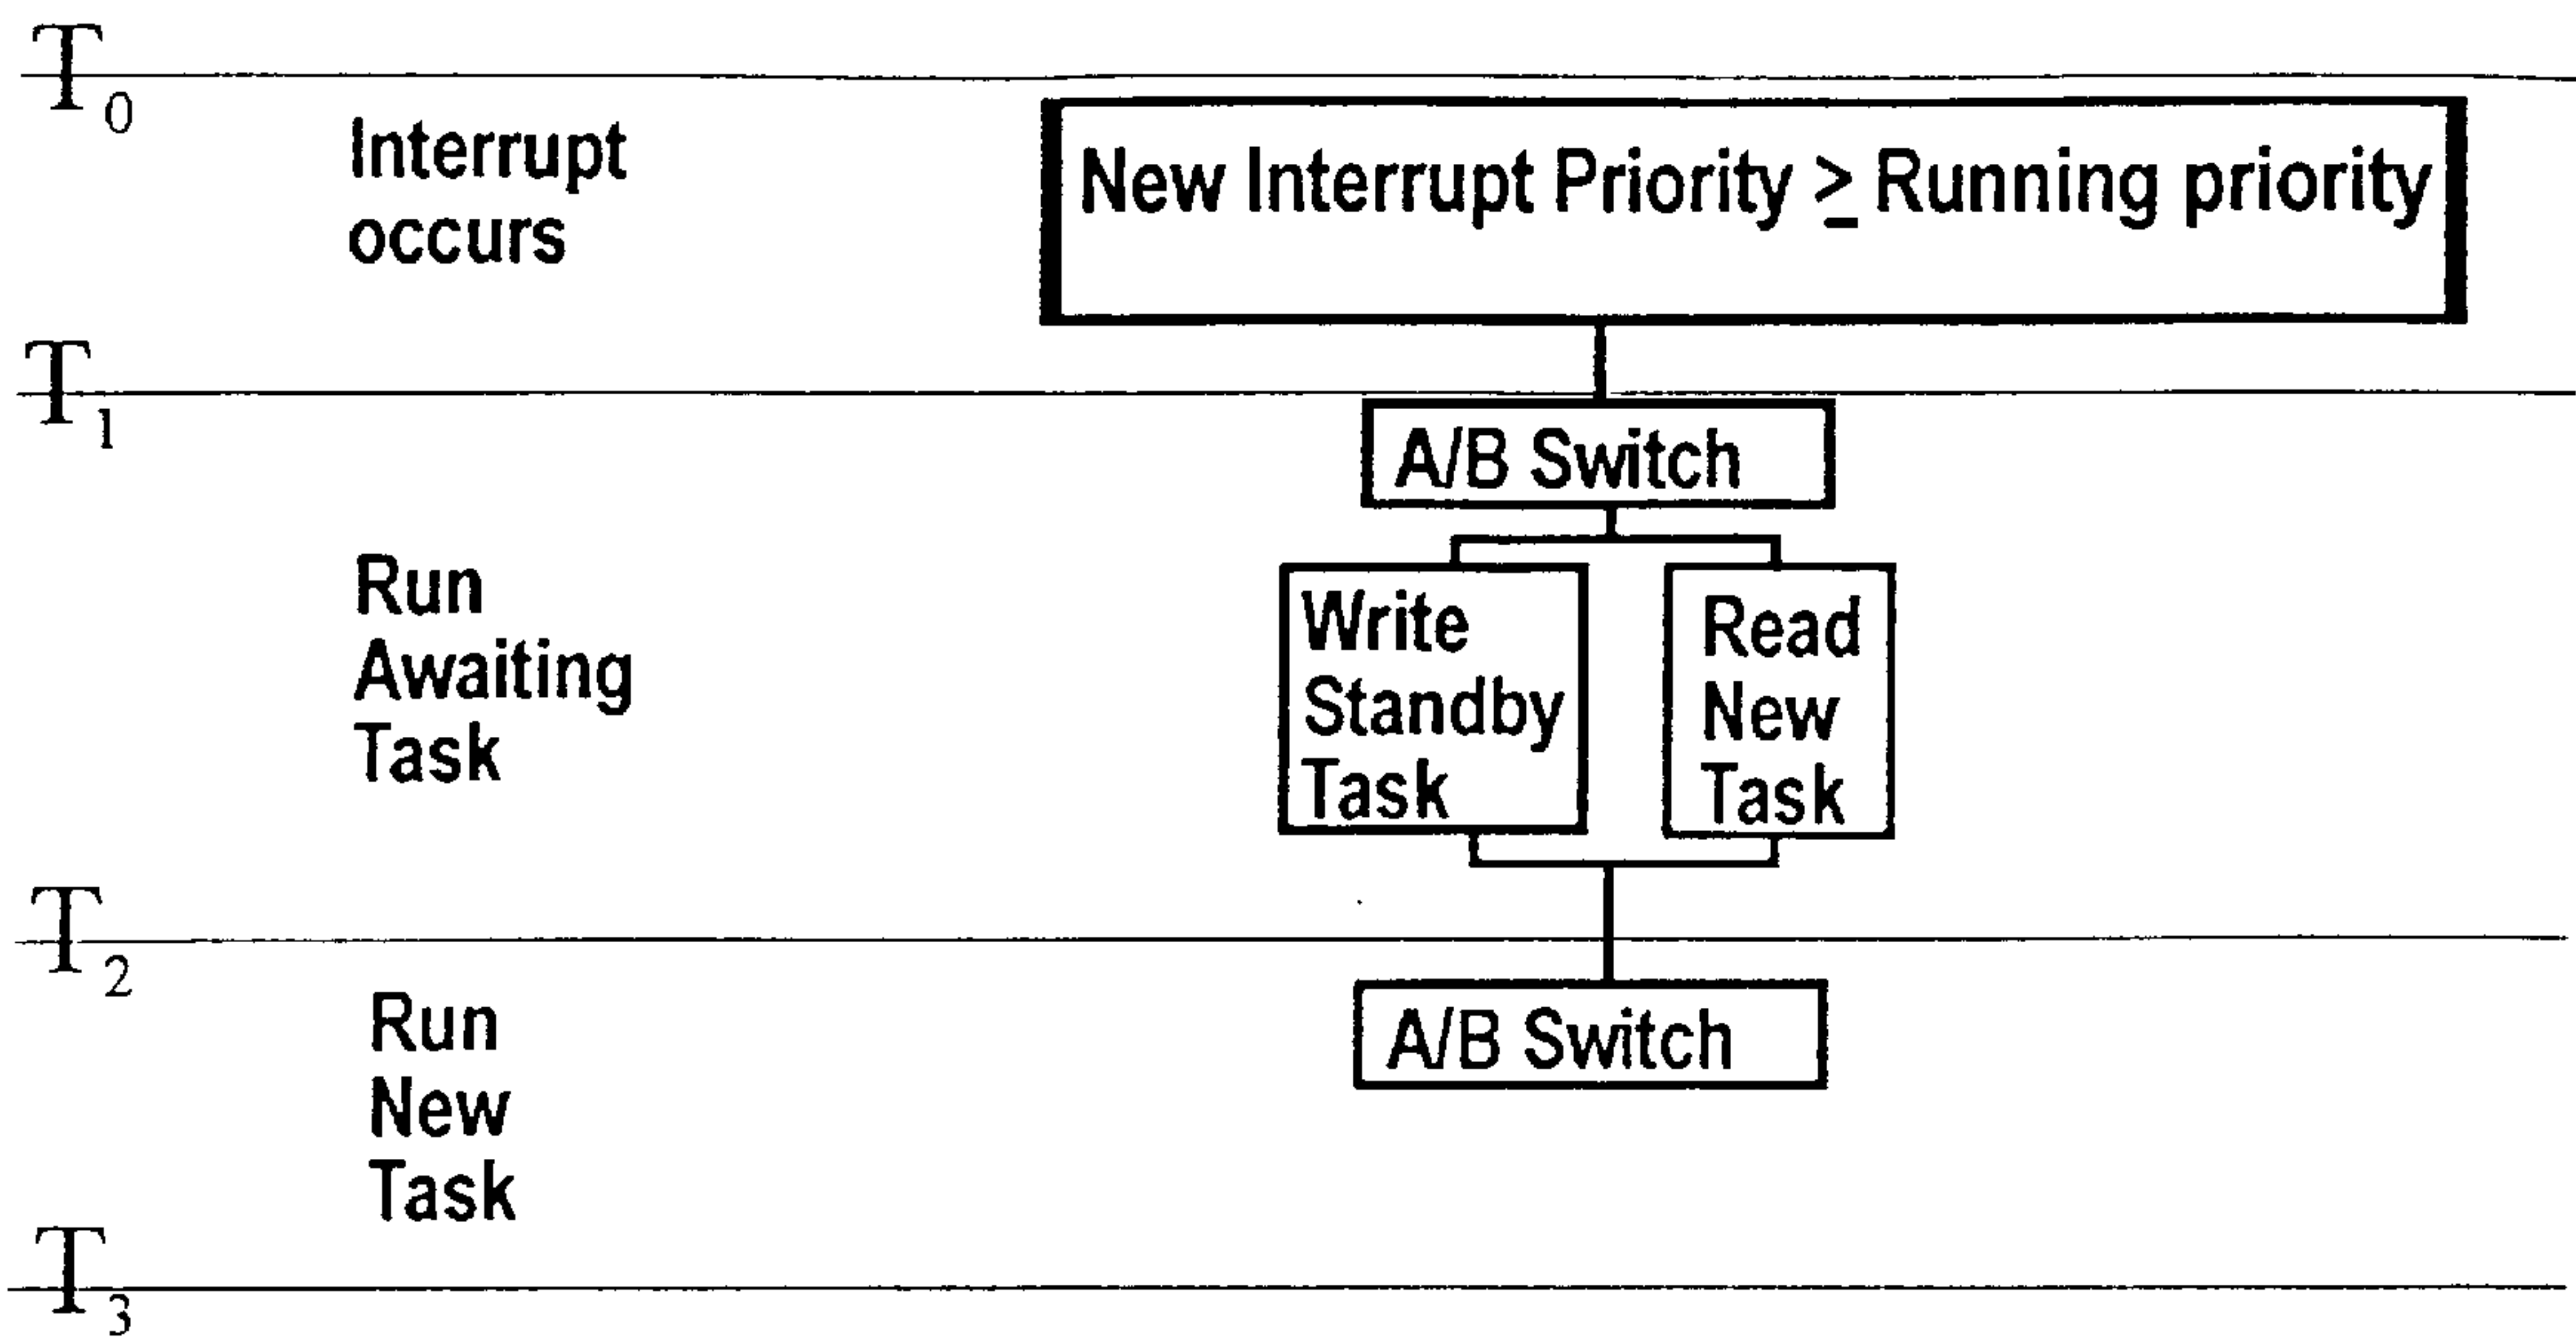 T0
Interrupt
occurs
New Interrupt Priority ≥ Running priority
T1
A/B Switch
Run
Awaiting
Task
Write
Standby
Task
Read
New
Task
T2
Run
New
Task
A/B Switch
T3